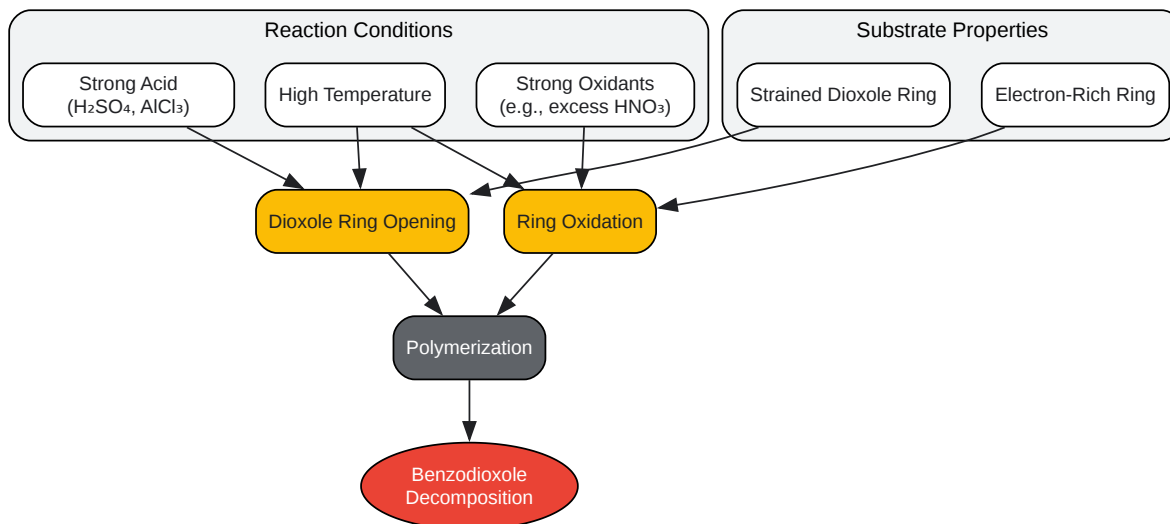 Reaction Conditions
Substrate Properties
Strong Acid
(H₂SO₄, AlCl₃)
High Temperature
Strong Oxidants
(e.g., excess HNO₃)
Strained Dioxole Ring
Electron-Rich Ring
Dioxole Ring Opening
Ring Oxidation
Polymerization
Benzodioxole
Decomposition